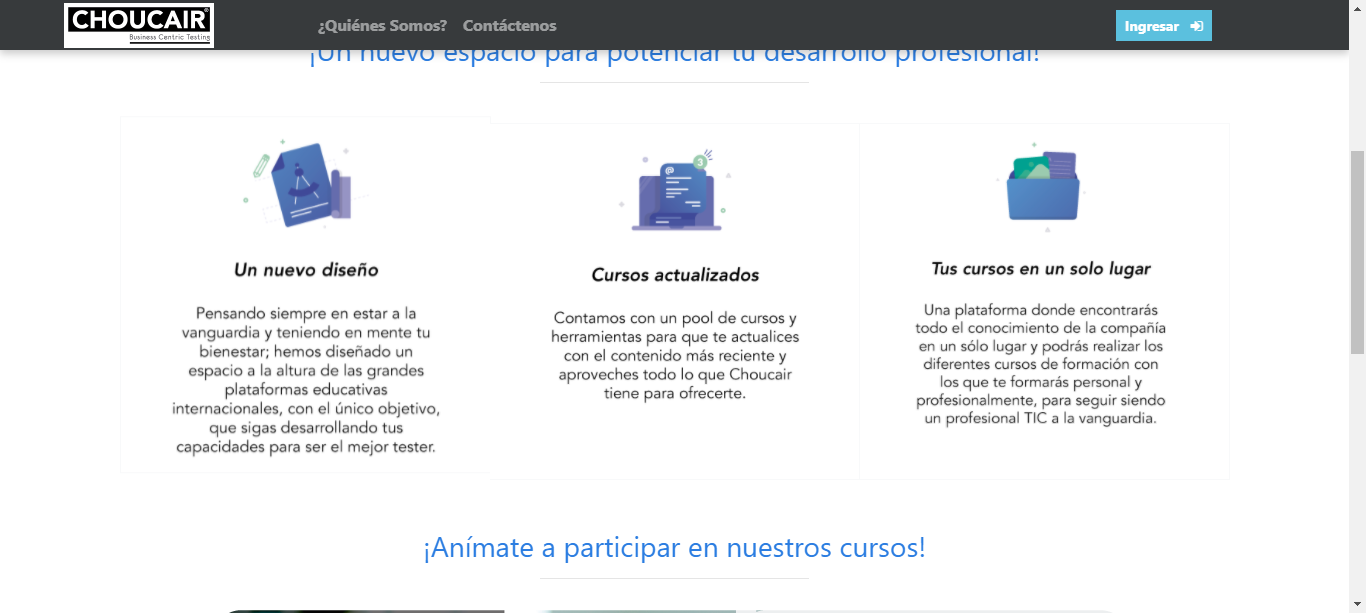 CHOUCAIR®
Business Centric Testing
¿Quiénes Somos?
Contáctenos
Ingresar
¡Un nuevo espacio para potenciar tu desarrollo profesional!
Un nuevo diseño
Pensando siempre en estar a la
vanguardia y teniendo en mente tu
bienestar; hemos diseñado un
espacio a la altura de las grandes
plataformas educativas
internacionales, con el único objetivo,
que sigas desarrollando tus
capacidades para ser el mejor tester.
3
Cursos actualizados
Contamos con un pool de cursos y
herramientas para que te actualices
con el contenido más reciente y
aproveches todo lo que Choucair
tiene para ofrecerte.
Tus cursos en un solo lugar
Una plataforma donde encontrarás
todo el conocimiento de la compañía
en un sólo lugar y podrás realizar los
diferentes cursos de formación con
los que te formarás personal y
profesionalmente, para seguir siendo
un profesional TIC a la vanguardia.
¡Anímate a participar en nuestros cursos!